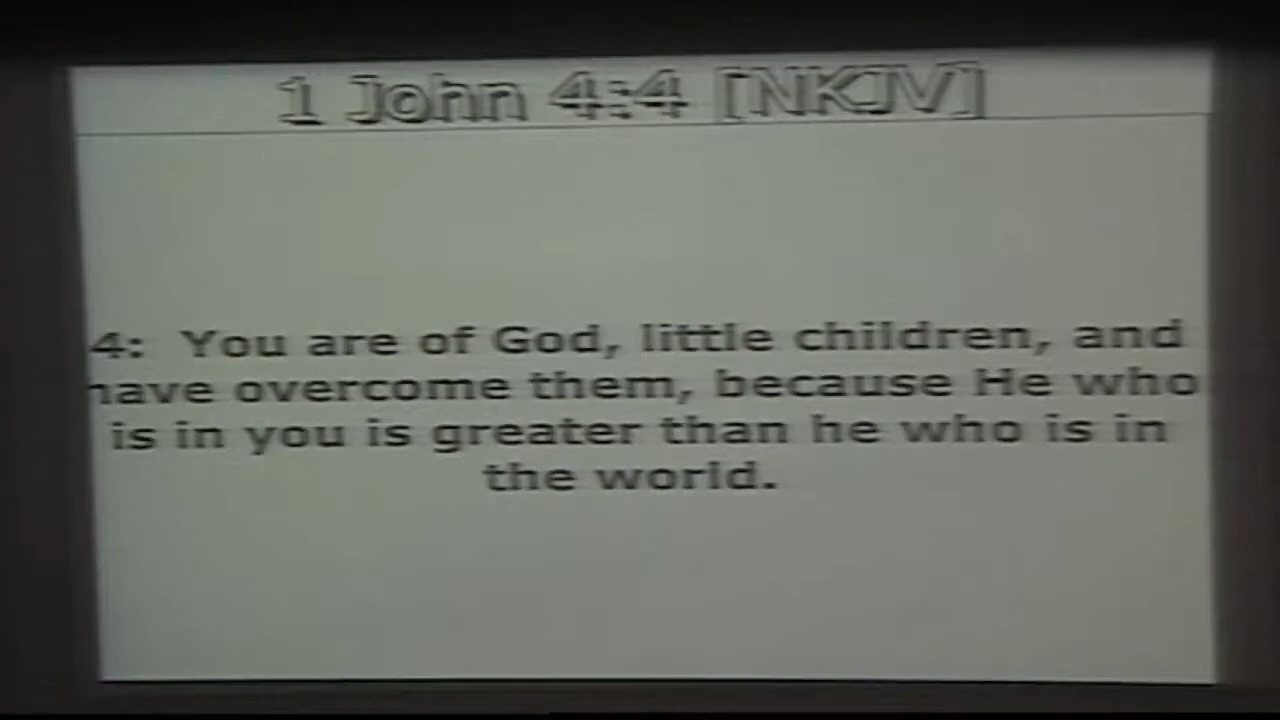 1 John 4:4 [NKJV]
4: You are of God, little children, and
have overcome them, because He who
is in you is greater than he who is in
the world.